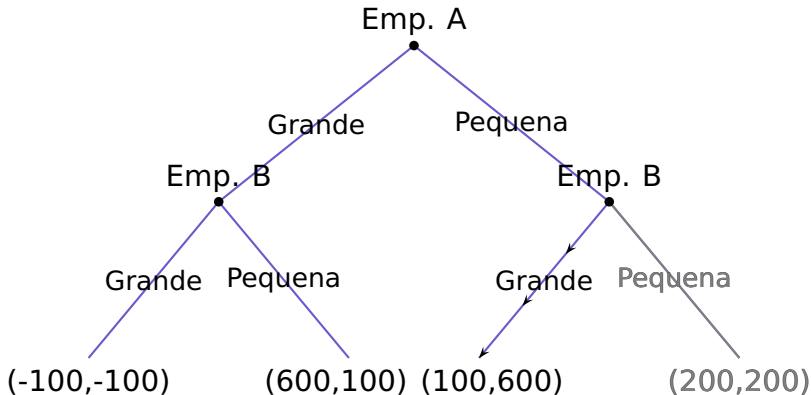 Emp. A
Grande
Pequena
Emp. B
Emp. B
Grande
Pequena
Grande
Pequena
(-100,-100)
(600,100)
(100,600)
(200,200)